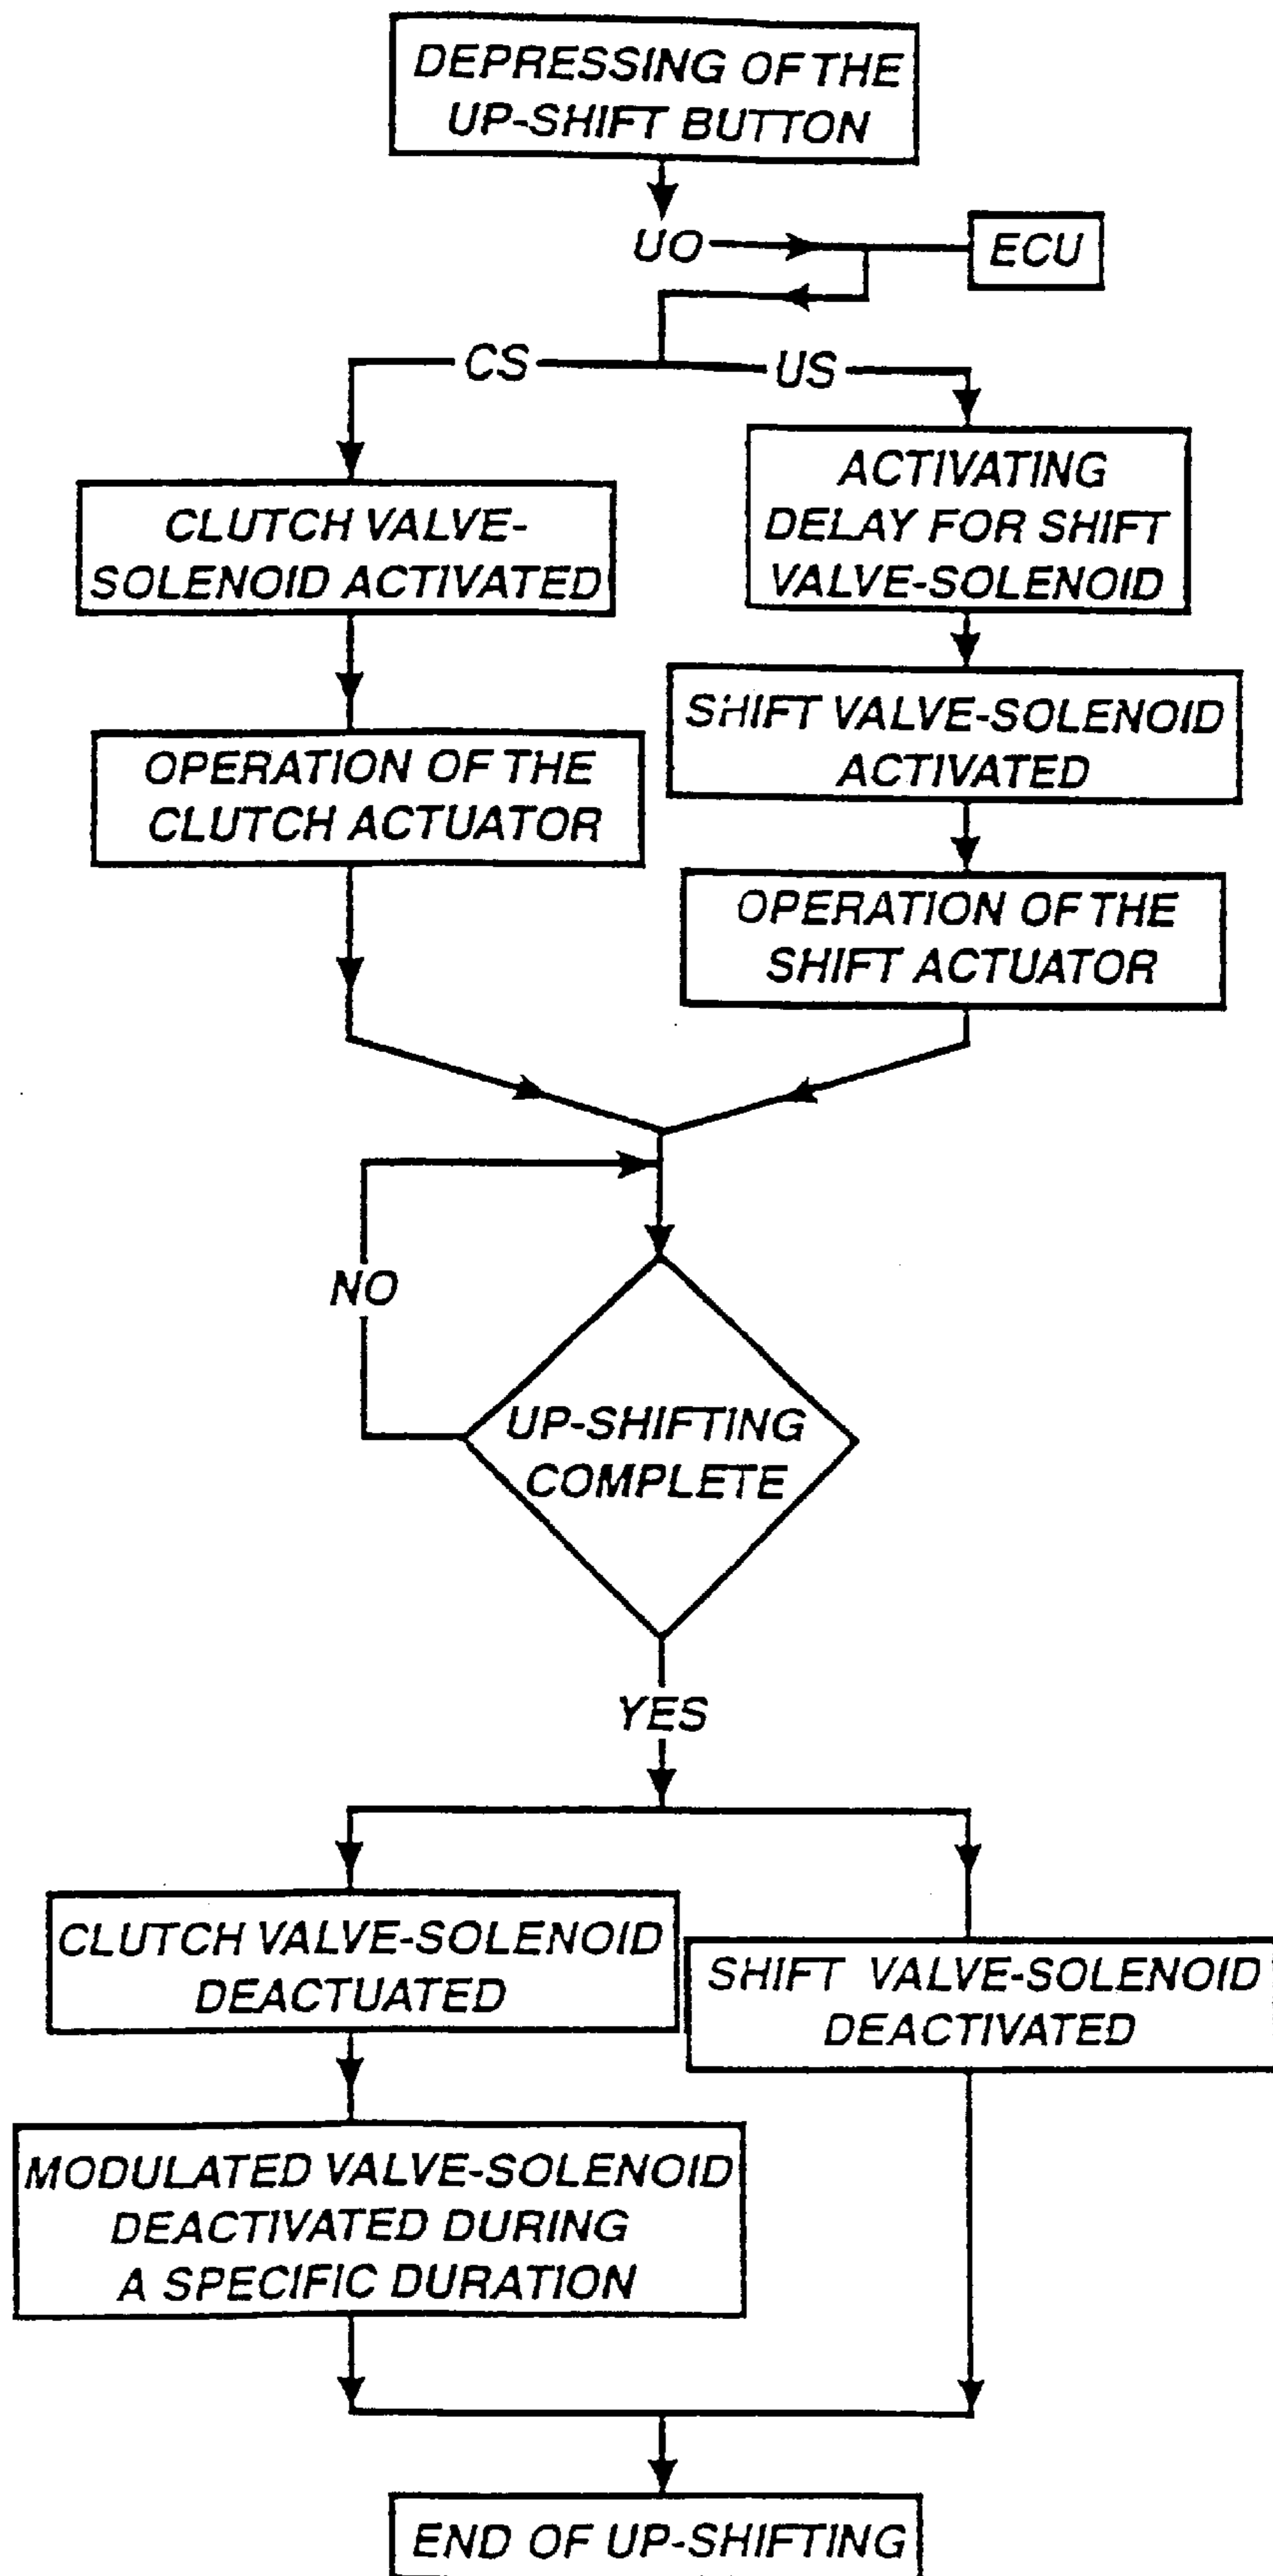 DEPRESSING OF THE
UP-SHIFT BUTTON
UO
ECU
CS
US
CLUTCH VALVE-
SOLENOID ACTIVATED
ACTIVATING
DELAY FOR SHIFT
VALVE-SOLENOID
OPERATION OF THE
CLUTCH ACTUATOR
SHIFT VALVE-SOLENOID
ACTIVATED
OPERATION OF THE
SHIFT ACTUATOR
NO
UP-SHIFTING
COMPLETE
YES
CLUTCH VALVE-SOLENOID
DEACTUATED
SHIFT VALVE-SOLENOID
DEACTIVATED
MODULATED VALVE-SOLENOID
DEACTIVATED DURING
A SPECIFIC DURATION
END OF UP-SHIFTING